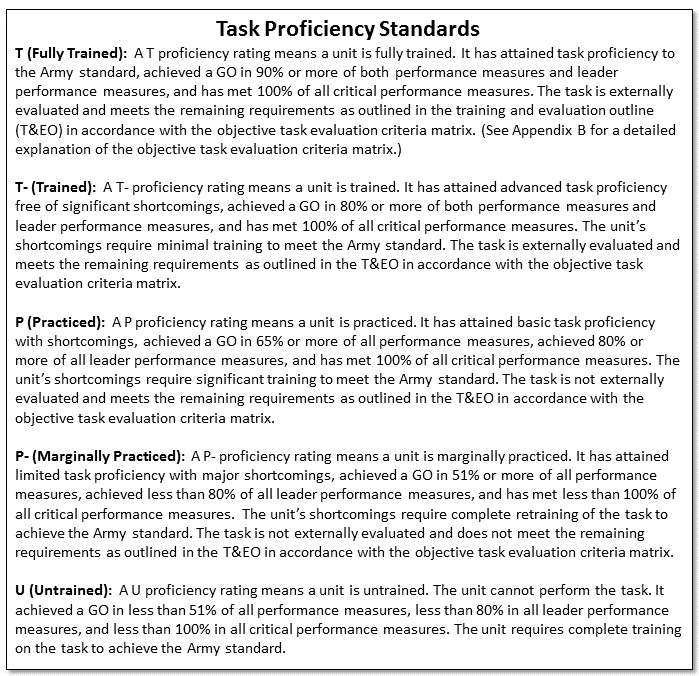 Task Proficiency Standards
T (Fully Trained): A T proficiency rating means a unit is fully trained. It has attained task proficiency to
the Army standard, achieved a GO in 90% or more of both performance measures and leader
performance measures, and has met 100% of all critical performance measures. The task is externally
evaluated and meets the remaining requirements as outlined in the training and evaluation outline
(T&EO) in accordance with the objective task evaluation criteria matrix. (See Appendix B for a detailed
explanation of the objective task evaluation criteria matrix.)
T- (Trained): A T- proficiency rating means a unit is trained. It has attained advanced task proficiency
free of significant shortcomings, achieved a GO in 80% or more of both performance measures and
leader performance measures, and has met 100% of all critical performance measures. The unit's
shortcomings require minimal training to meet the Army standard. The task is externally evaluated and
meets the remaining requirements as outlined in the T&EO in accordance with the objective task
evaluation criteria matrix.
P (Practiced): A P proficiency rating means a unit is practiced. It has attained basic task proficiency
with shortcomings, achieved a GO in 65% or more of all performance measures, achieved 80% or
more of all leader performance measures, and has met 100% of all critical performance measures. The
unit's shortcomings require significant training to meet the Army standard. The task is not externally
evaluated and meets the remaining requirements as outlined in the T&EO in accordance with the
objective task evaluation criteria matrix.
P- (Marginally Practiced): A P- proficiency rating means a unit is marginally practiced. It has attained
limited task proficiency with major shortcomings, achieved a GO in 51% or more of all performance
measures, achieved less than 80% of all leader performance measures, and has met less than 100% of
all critical performance measures. The unit's shortcomings require complete retraining of the task to
achieve the Army standard. The task is not externally evaluated and does not meet the remaining
requirements as outlined in the T&EO in accordance with the objective task evaluation criteria matrix.
U (Untrained): A U proficiency rating means a unit is untrained. The unit cannot perform the task. It
achieved a GO in less than 51% of all performance measures, less than 80% in all leader performance
measures, and less than 100% in all critical performance measures. The unit requires complete training
on the task to achieve the Army standard.